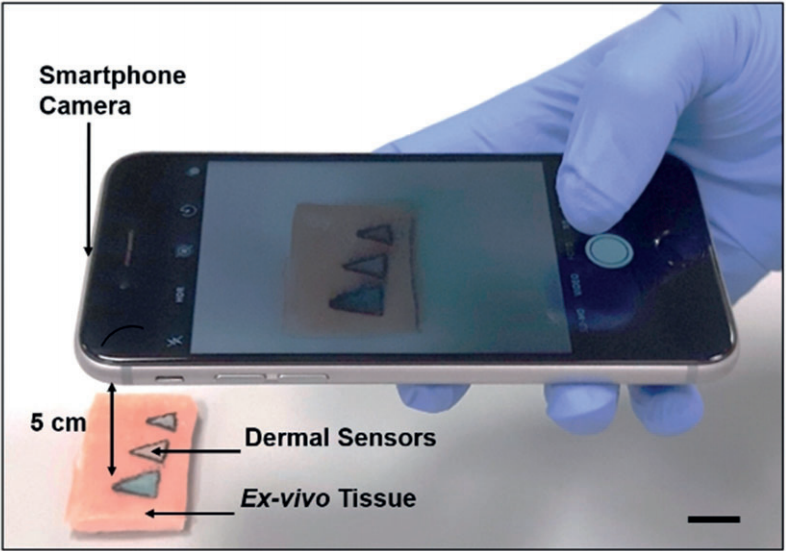 Smartphone
Camera
5 cm
Dermal Sensors
Ex-vivo Tissue